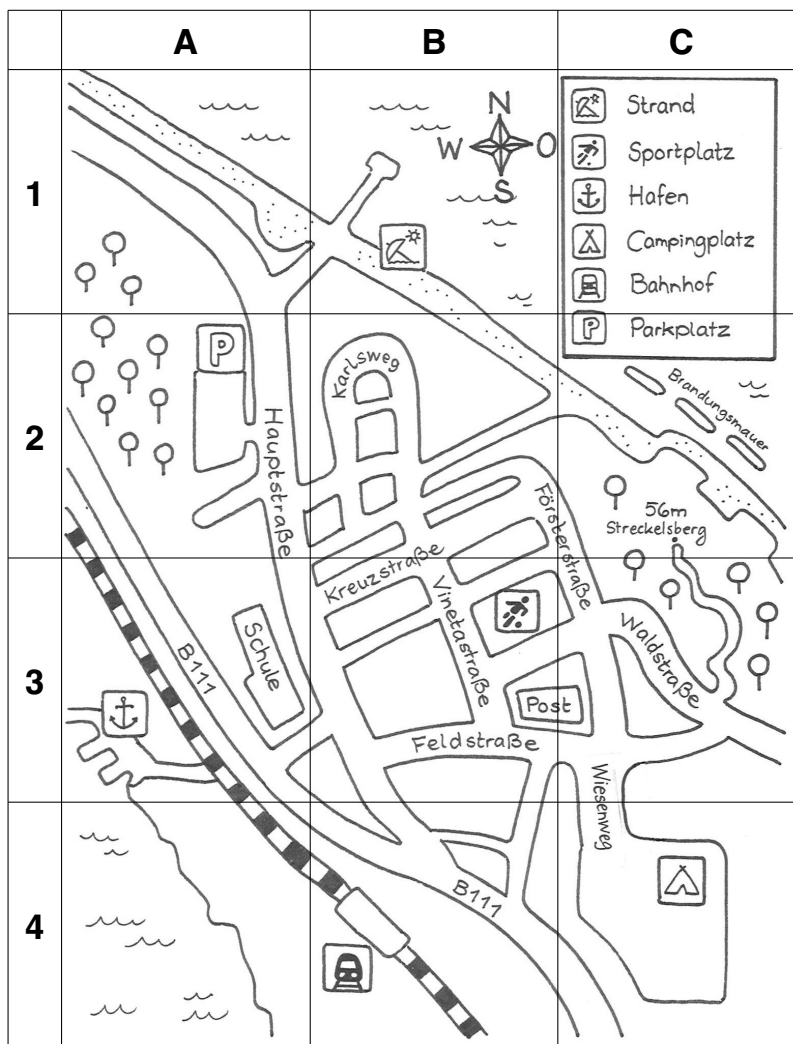 A B C
1
N
W O
S
Strand
Sportplatz
Hafen
Campingplatz
Bahnhof
P Parkplatz
2
P
Karlsweg
Hauptstraße
Brandungsmauer
Försterstraße
56m
Streckelsberg
3
Kreuzstraße
Vinetastraße
Schule
B111
Waldstraße
Post
Feldstraße
Wiesenweg
4
B111